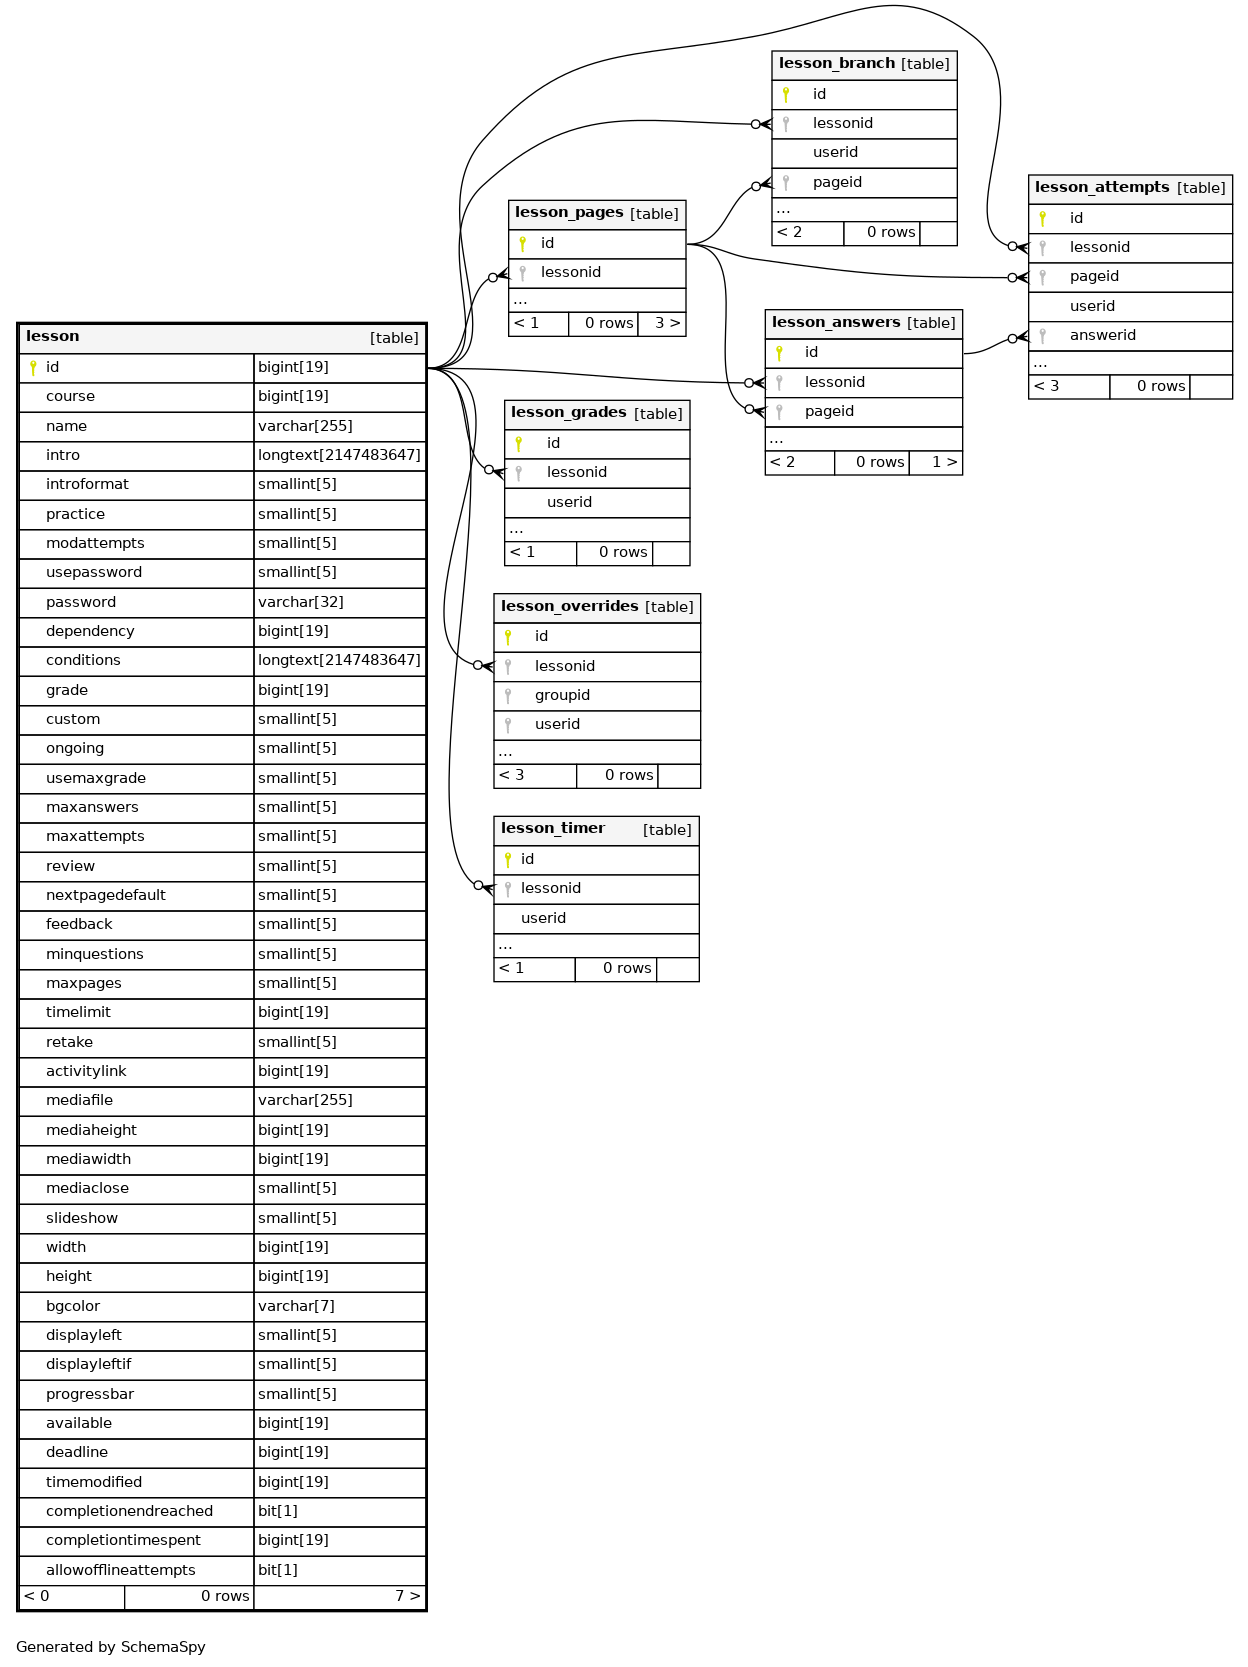 lesson_branch [table]
id
lessonid
userid
pageid
...
< 2 0 rows
lesson_attempts [table]
id
lessonid
pageid
userid
answerid
...
< 3 0 rows
lesson_pages [table]
id
lessonid
...
< 1 0 rows 3 >
lesson_answers [table]
id
lessonid
pageid
...
< 2 0 rows 1 >
lesson [table]
id bigint[19]
course bigint[19]
name varchar[255]
intro longtext[2147483647]
introformat smallint[5]
practice smallint[5]
modattempts smallint[5]
usepassword smallint[5]
password varchar[32]
dependency bigint[19]
conditions longtext[2147483647]
grade bigint[19]
custom smallint[5]
ongoing smallint[5]
usemaxgrade smallint[5]
maxanswers smallint[5]
maxattempts smallint[5]
review smallint[5]
nextpagedefault smallint[5]
feedback smallint[5]
minquestions smallint[5]
maxpages smallint[5]
timelimit bigint[19]
retake smallint[5]
activitylink bigint[19]
mediafile varchar[255]
mediaheight bigint[19]
mediawidth bigint[19]
mediaclose smallint[5]
slideshow smallint[5]
width bigint[19]
height bigint[19]
bgcolor varchar[7]
displayleft smallint[5]
displayleftif smallint[5]
progressbar smallint[5]
available bigint[19]
deadline bigint[19]
timemodified bigint[19]
completionendreached bit[1]
completiontimespent bigint[19]
allowofflineattempts bit[1]
< 0 0 rows 7 >
lesson_grades [table]
id
lessonid
userid
...
< 1 0 rows
lesson_overrides [table]
id
lessonid
groupid
userid
...
< 3 0 rows
lesson_timer [table]
id
lessonid
userid
...
< 1 0 rows
Generated by SchemaSpy